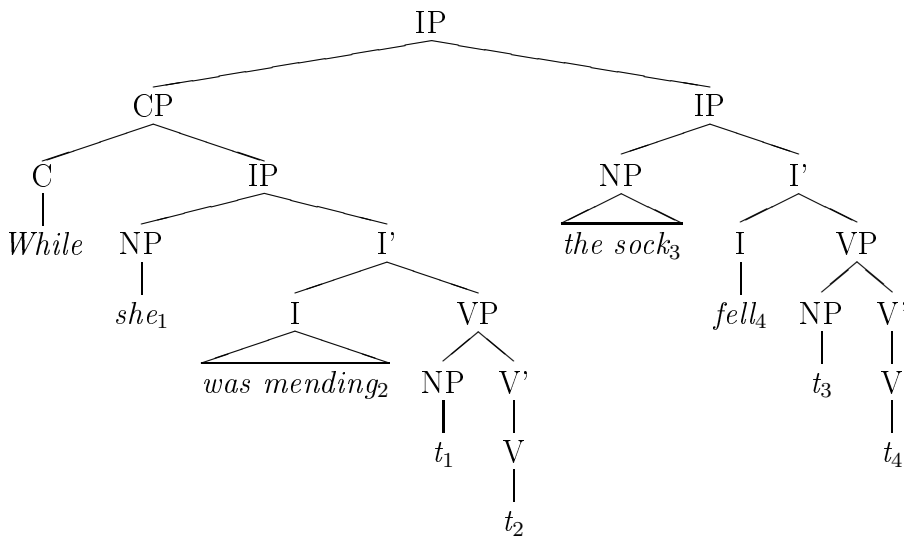 IP
CP IP
C IP NP I'
While NP I' the sock₃ I VP
she₁ I VP fell₄ NP V'
was mending₂ NP V' t₃ V
t₁ V t₄
t₂